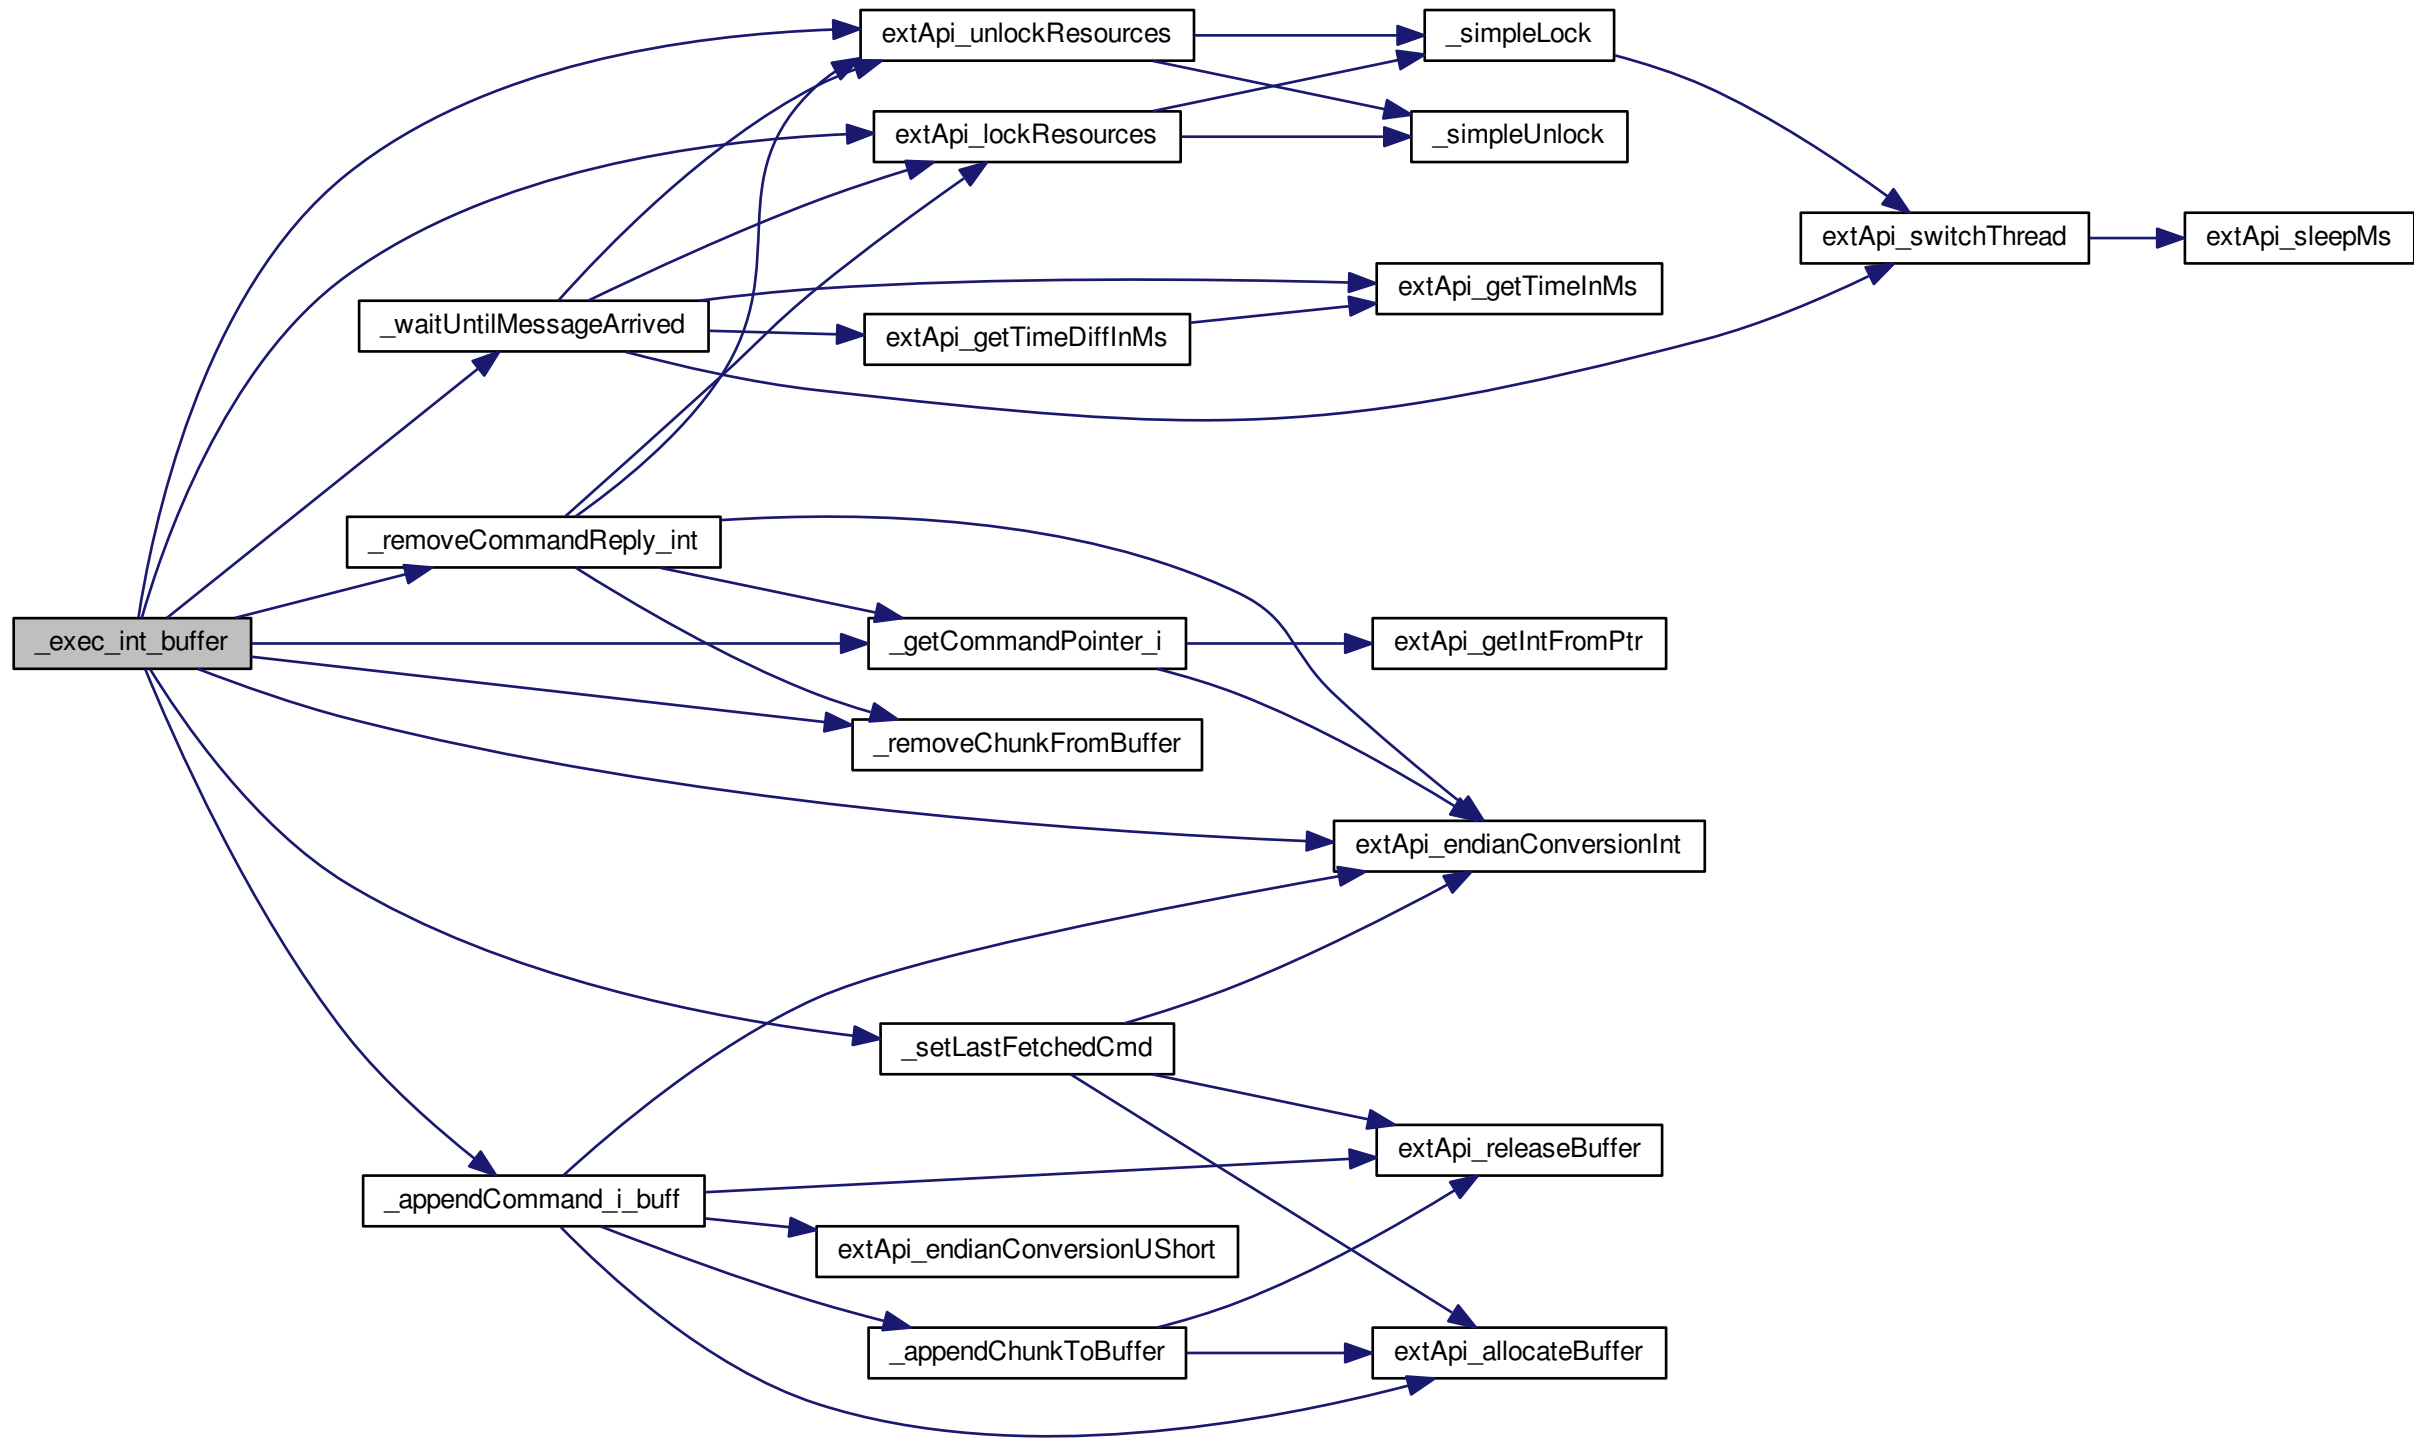 extApi_unlockResources
_simpleLock
extApi_lockResources
_simpleUnlock
extApi_switchThread
extApi_sleepMs
extApi_getTimeInMs
_waitUntilMessageArrived
extApi_getTimeDiffInMs
_removeCommandReply_int
_exec_int_buffer
_getCommandPointer_i
extApi_getIntFromPtr
_removeChunkFromBuffer
extApi_endianConversionInt
_setLastFetchedCmd
extApi_releaseBuffer
_appendCommand_i_buff
extApi_endianConversionUShort
_appendChunkToBuffer
extApi_allocateBuffer